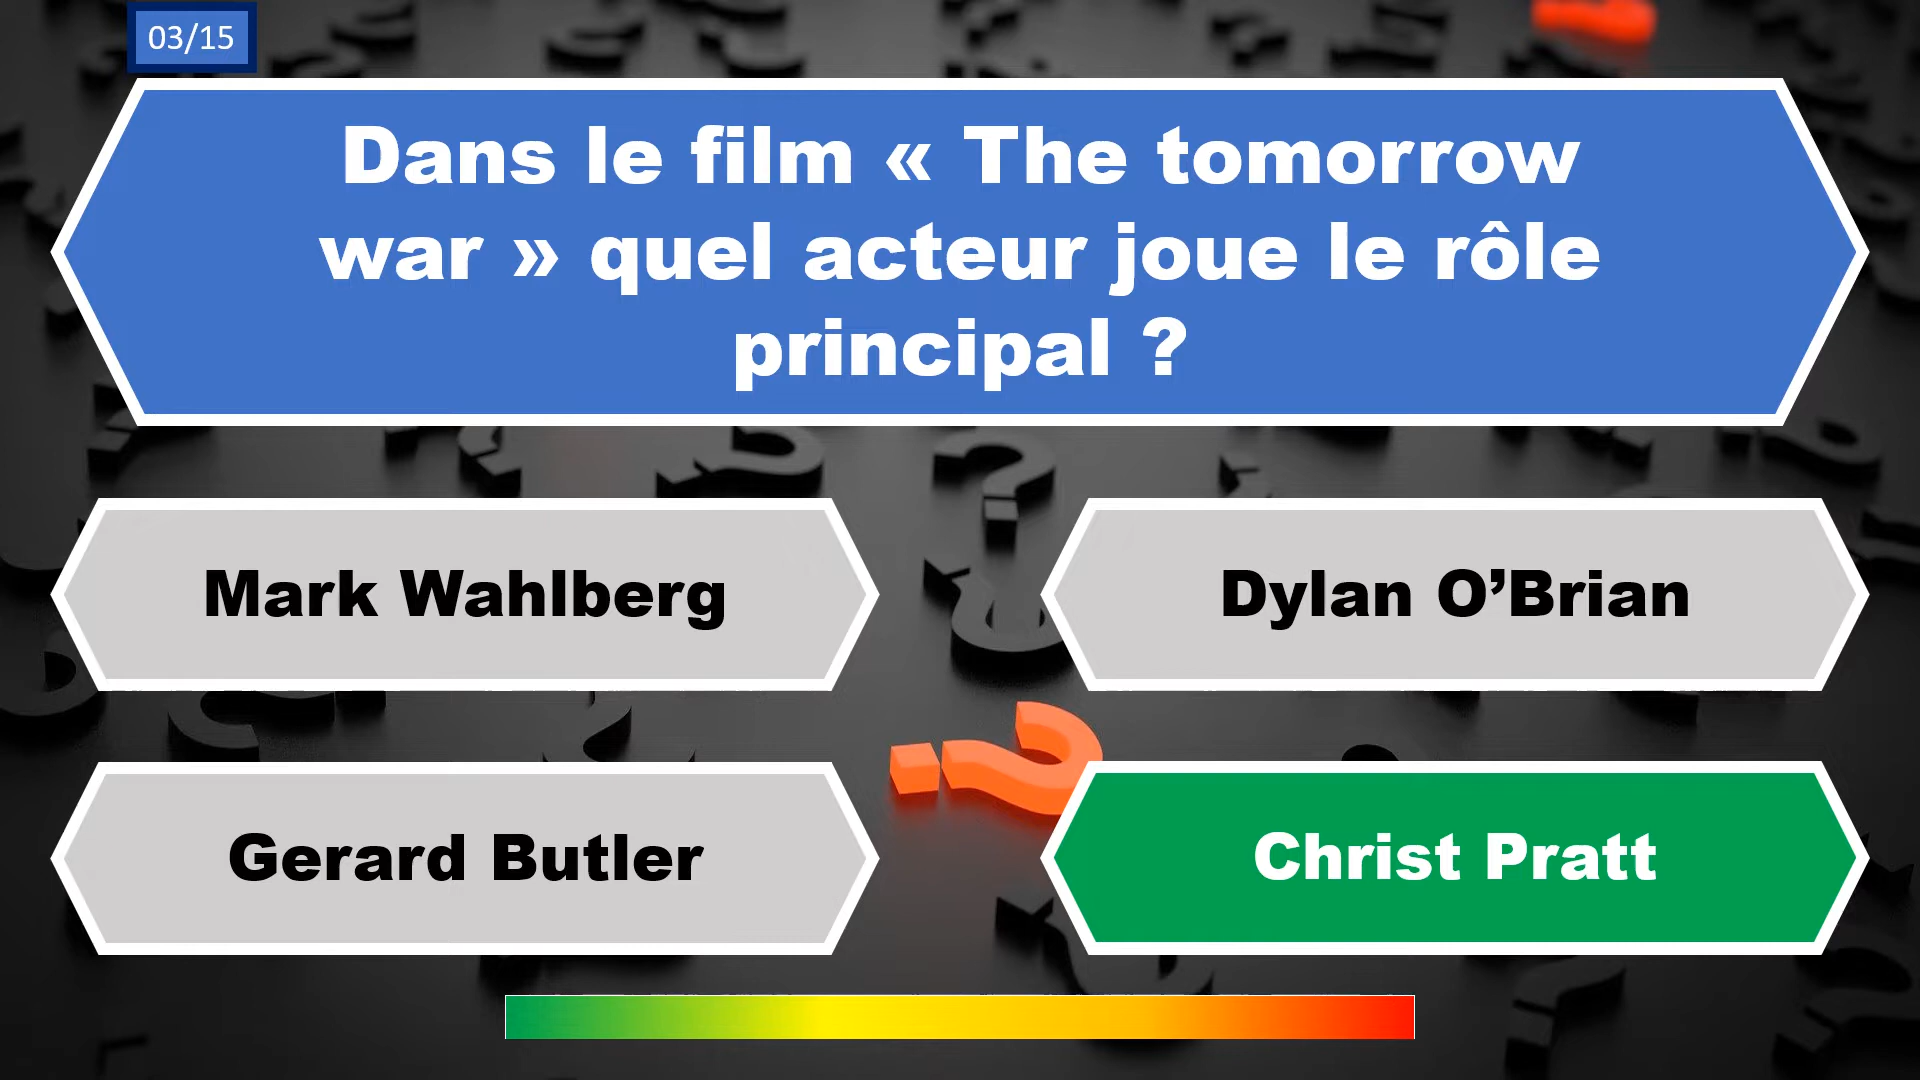 03/15
Dans le film « The tomorrow
war » quel acteur joue le rôle
principal ?
Mark Wahlberg
Dylan O’Brian
Gerard Butler
Christ Pratt